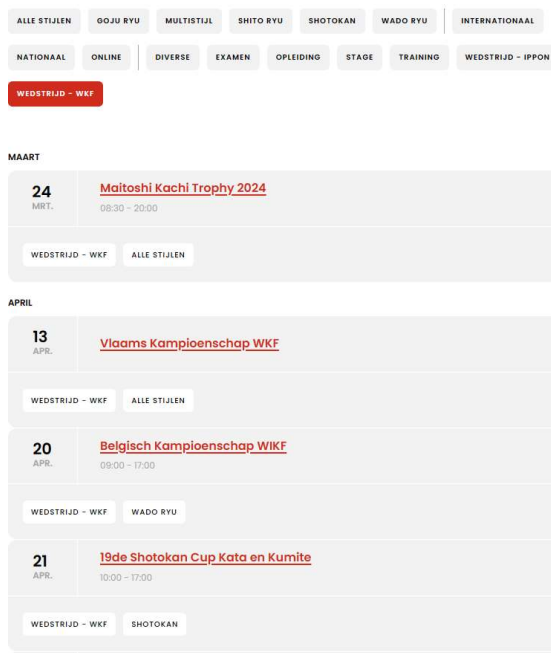 ALLE STIJLEN GOJU RYU MULTISTIJL SHITO RYU SHOTOKAN WADO RYU INTERNATIONAAL
NATIONAAL ONLINE DIVERSE EXAMEN OPLEIDING STAGE TRAINING WEDSTRIJD - IPPON
WEDSTRIJD - WKF
MAART
24
MRT.
Maitoshi Kachi Trophy 2024
08:30 - 20:00
WEDSTRIJD - WKF ALLE STIJLEN
APRIL
13
APR.
Vlaams Kampioenschap WKF
WEDSTRIJD - WKF ALLE STIJLEN
20
APR.
Belgisch Kampioenschap WIKF
09:00 - 17:00
WEDSTRIJD - WKF WADO RYU
21
APR.
19de Shotokan Cup Kata en Kumite
10:00 - 17:00
WEDSTRIJD - WKF SHOTOKAN